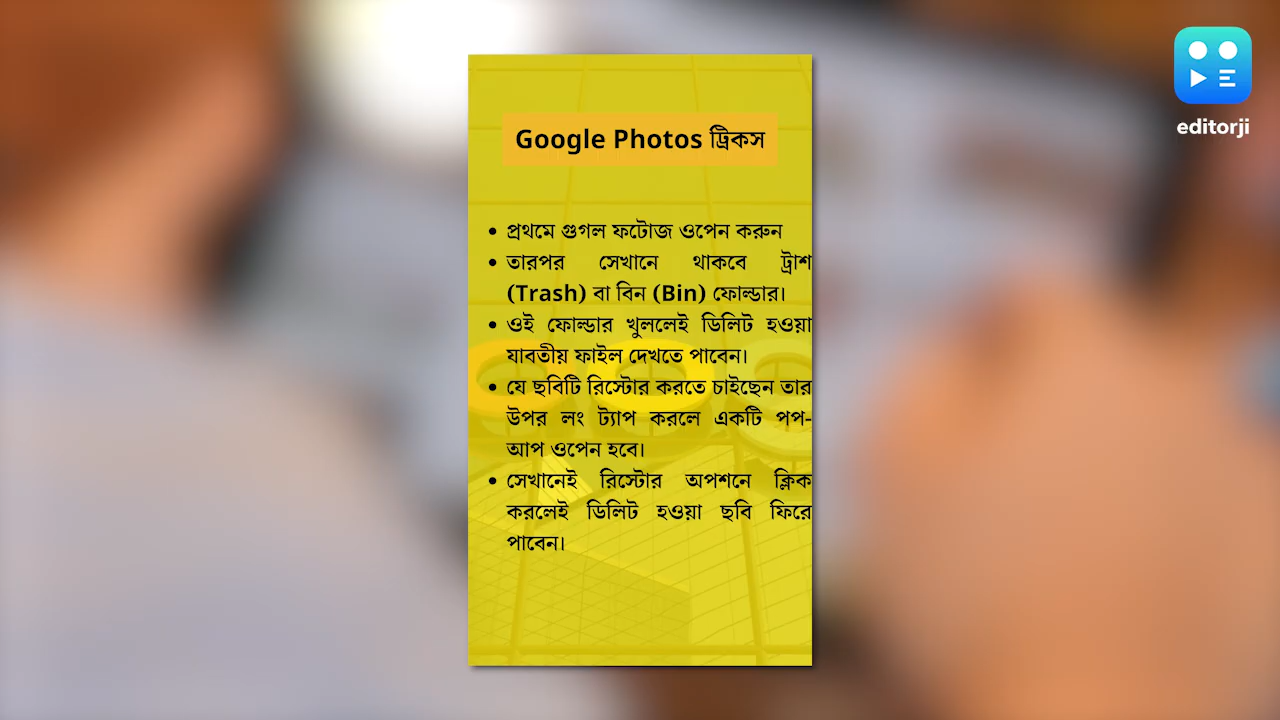 editorji
Google Photos ট্রিকস
• প্রথমে গুগল ফটোজ ওপেন করুন
• তারপর সেখানে থাকবে ট্রাশ
(Trash) বা বিন (Bin) ফোল্ডার।
• ওই ফোল্ডার খুললেই ডিলিট হওয়া
যাবতীয় ফাইল দেখতে পাবেন।
• যে ছবিটি রিস্টোর করতে চাইছেন তার
উপর লং ট্যাপ করলে একটি পপ-
আপ ওপেন হবে।
• সেখানেই রিস্টোর অপশনে ক্লিক
করলেই ডিলিট হওয়া ছবি ফিরে
পাবেন।